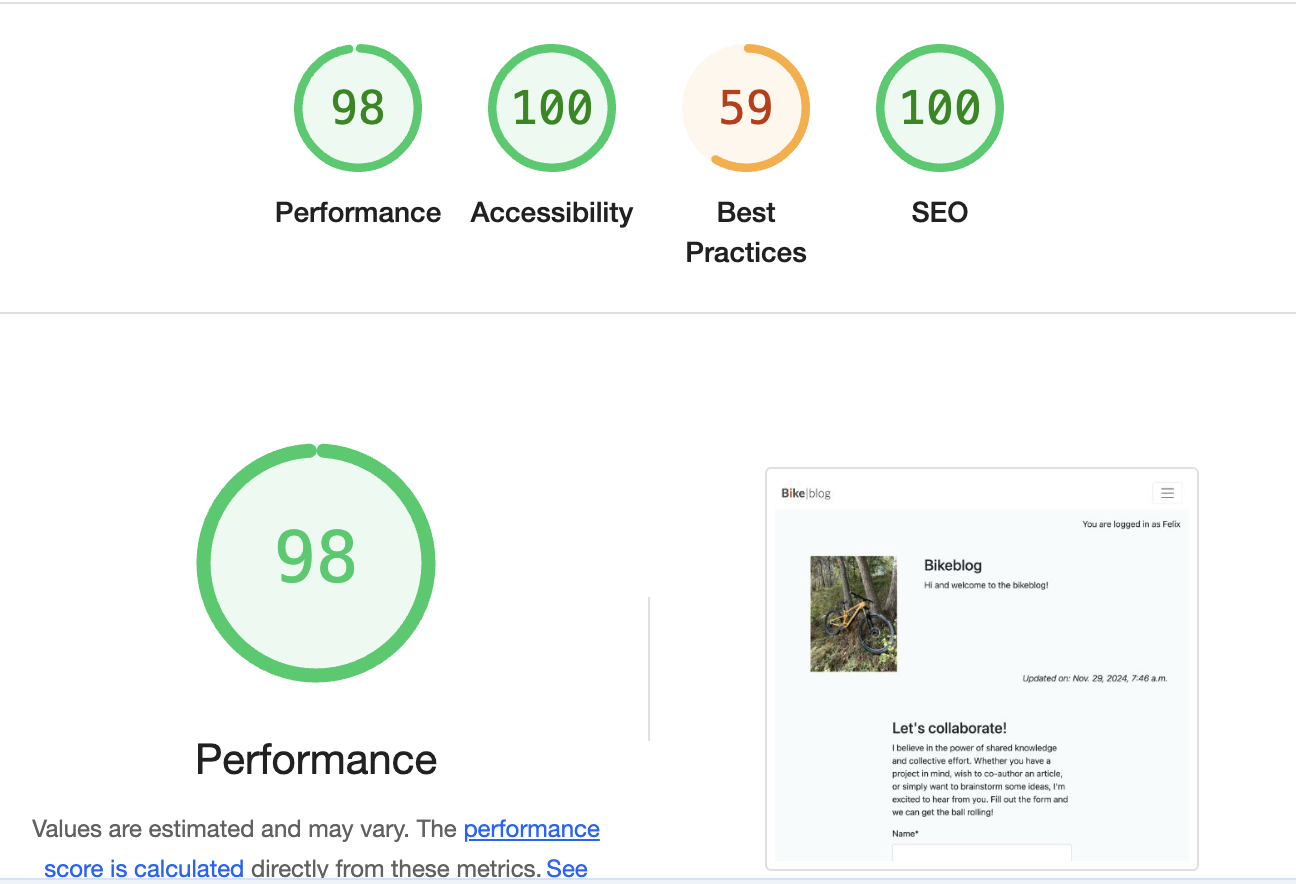 98
100
59
100
Performance
Accessibility
Best
Practices
SEO
98
Performance
Values are estimated and may vary. The performance
score is calculated directly from these metrics. See
Bike|blog
You are logged in as Felix
Bikeblog
Hi and welcome to the bikeblog!
Updated on: Nov. 29, 2024, 7:46 a.m.
Let's collaborate!
I believe in the power of shared knowledge
and collective effort. Whether you have a
project in mind, wish to co-author an article,
or simply want to brainstorm some ideas, I'm
excited to hear from you. Fill out the form and
we can get the ball rolling!
Name*